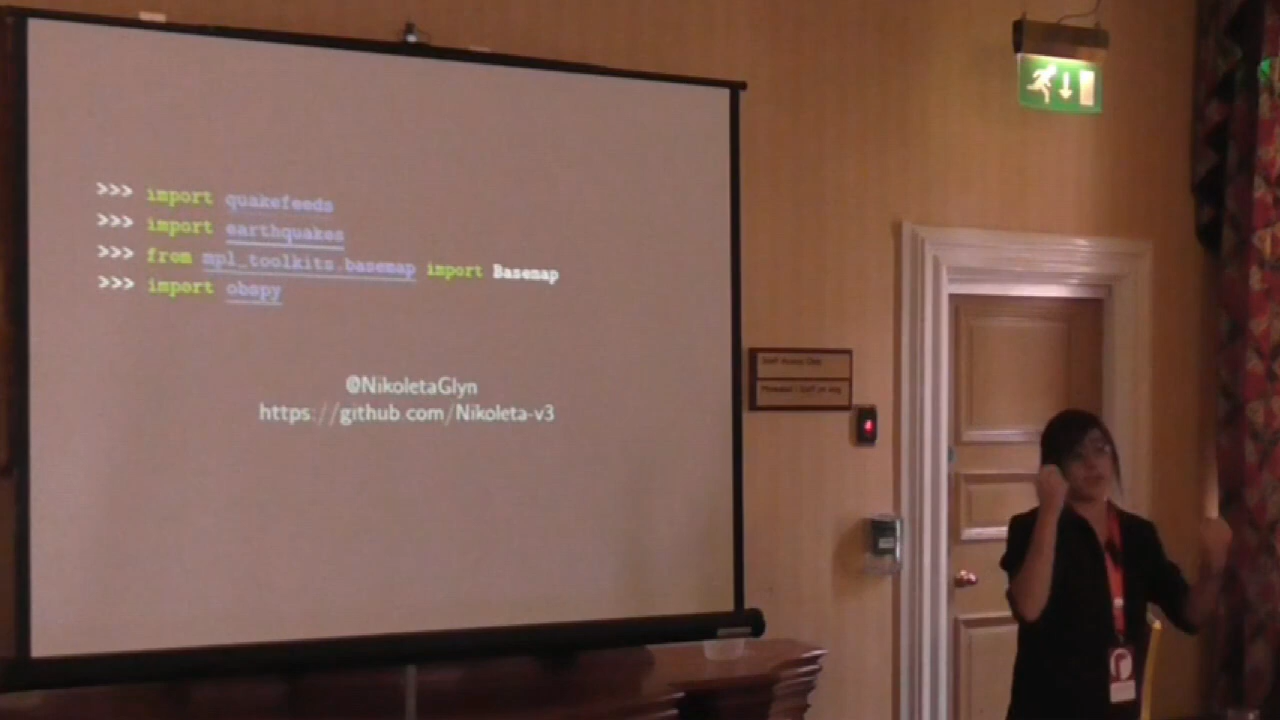 >>> import quakefeeds
>>> import earthquakes
>>> from mpl_toolkits.basemap import Basemap
>>> import obspy
@NikoletaGlyn
https://github.com/Nikoleta-v3